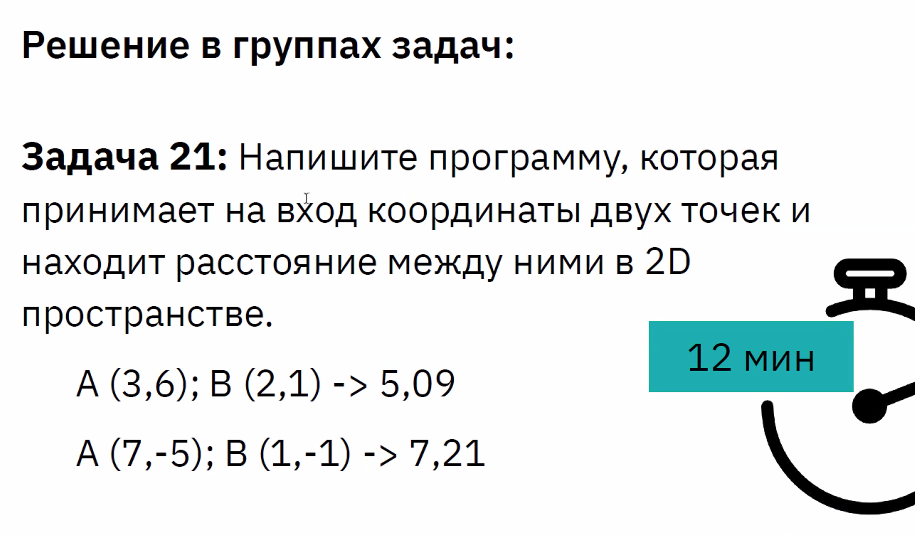 Решение в группах задач:
Задача 21: Напишите программу, которая
принимает на вход координаты двух точек и
находит расстояние между ними в 2D
пространстве.
A (3,6); B (2,1) -> 5,09
A (7,-5); B (1,-1) -> 7,21
12 мин